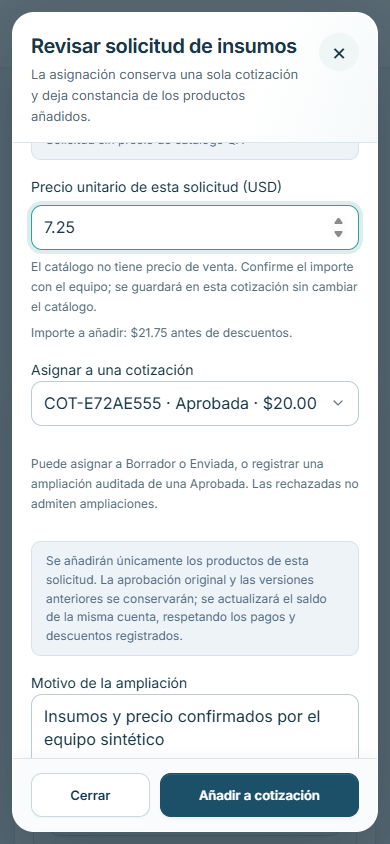 Revisar solicitud de insumos
La asignación conserva una sola cotización
y deja constancia de los productos
añadidos.
Precio unitario de esta solicitud (USD)
7.25
El catálogo no tiene precio de venta. Confirme el importe
con el equipo; se guardará en esta cotización sin cambiar
el catálogo.
Importe a añadir: $21.75 antes de descuentos.
Asignar a una cotización
COT-E72AE555 · Aprobada · $20.00
Puede asignar a Borrador o Enviada, o registrar una
ampliación auditada de una Aprobada. Las rechazadas no
admiten ampliaciones.
Se añadirán únicamente los productos de esta
solicitud. La aprobación original y las versiones
anteriores se conservarán; se actualizará el saldo
de la misma cuenta, respetando los pagos y
descuentos registrados.
Motivo de la ampliación
Insumos y precio confirmados por el
equipo sintético
Cerrar
Añadir a cotización